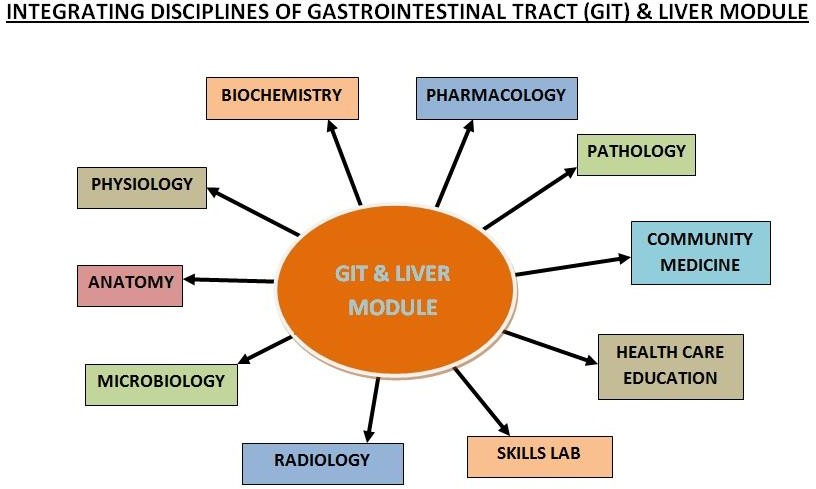 INTEGRATING DISCIPLINES OF GASTROINTESTINAL TRACT (GIT) & LIVER MODULE
BIOCHEMISTRY
PHARMACOLOGY
PATHOLOGY
PHYSIOLOGY
COMMUNITY
MEDICINE
GIT & LIVER
MODULE
ANATOMY
HEALTH CARE
EDUCATION
MICROBIOLOGY
RADIOLOGY
SKILLS LAB